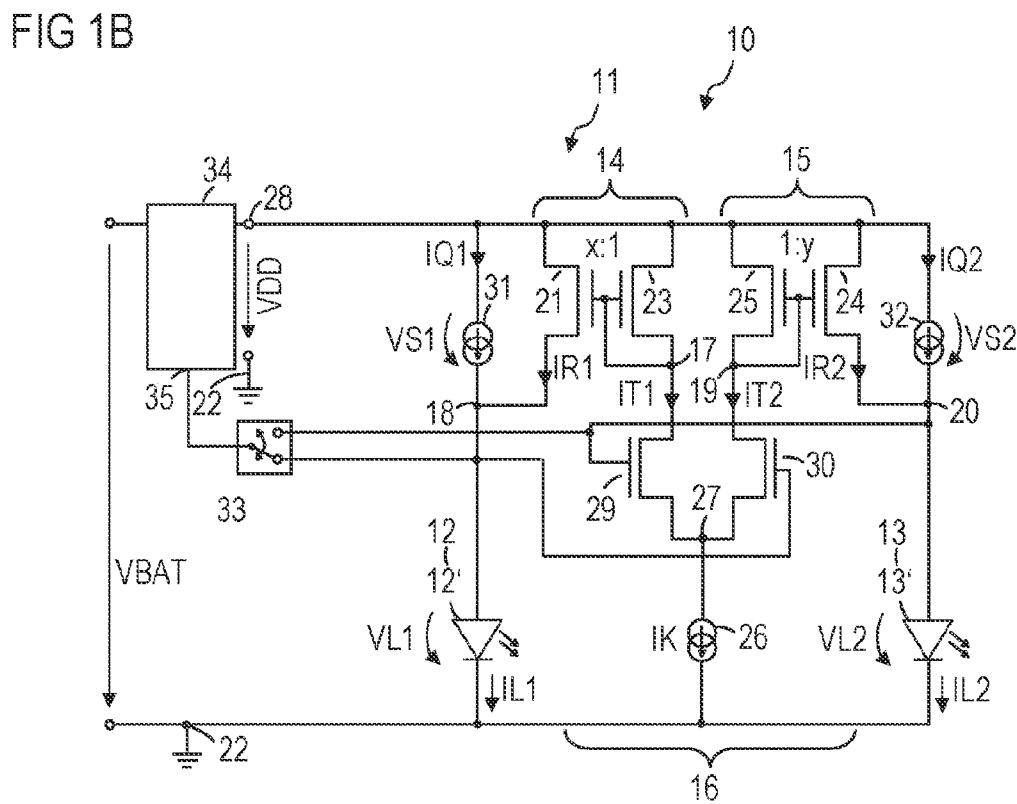 FIG 1B
10
11
34
28
14
15
IQ1
x:1
1:y
IQ2
VDD
31
21
23
25
24
32
VS1
VS2
35
22
IR1
17
19
IR2
18
IT1
IT2
20
33
29
27
30
12
12'
13
13'
VBAT
VL1
IK
26
VL2
IL1
IL2
22
16